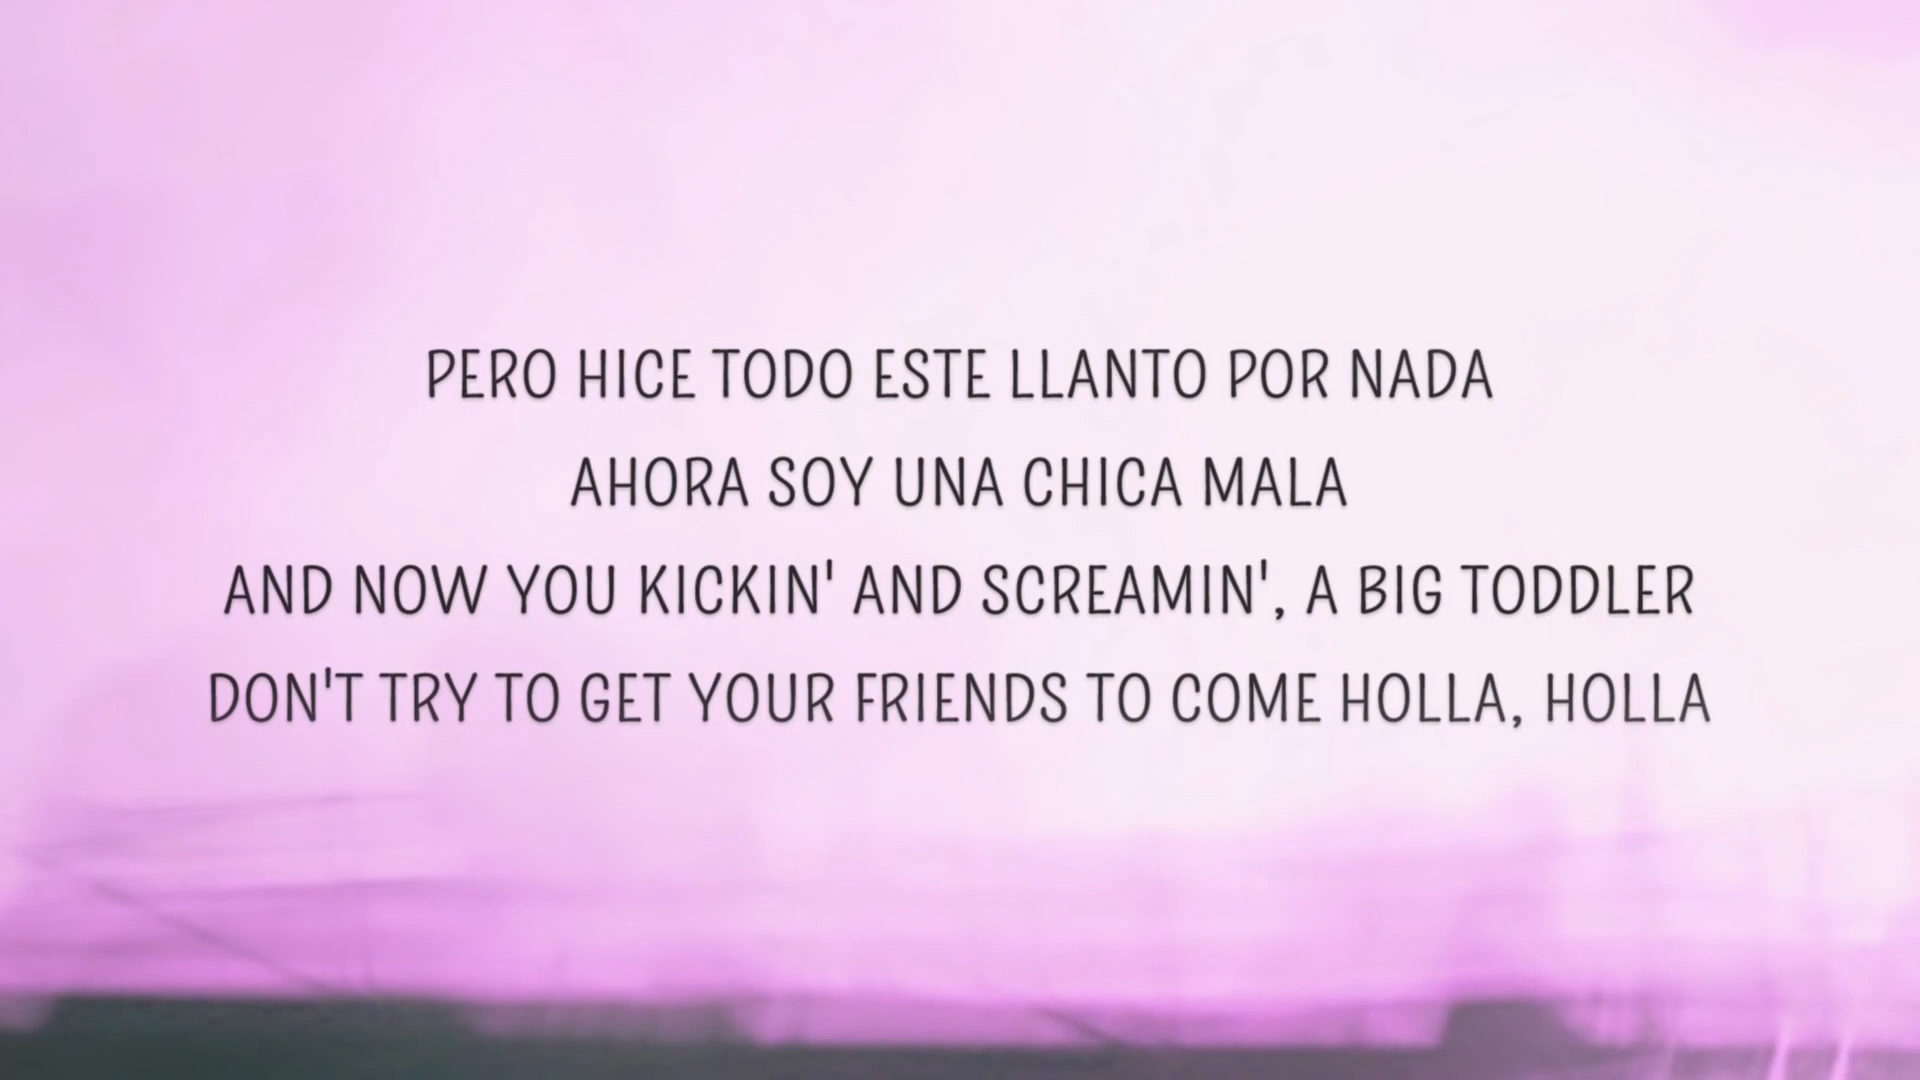 PERO HICE TODO ESTE LLANTO POR NADA
AHORA SOY UNA CHICA MALA
AND NOW YOU KICKIN' AND SCREAMIN', A BIG TODDLER
DON'T TRY TO GET YOUR FRIENDS TO COME HOLLA, HOLLA